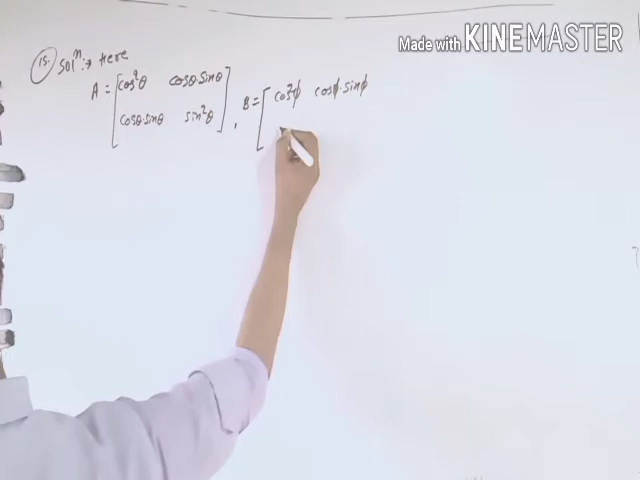 Made with KINEMASTER
15. Solⁿ :→ Here
A = [cos²θ cosθ.sinθ
cosθ.sinθ sin²θ] , B = [cos²ϕ cosϕ.sinϕ